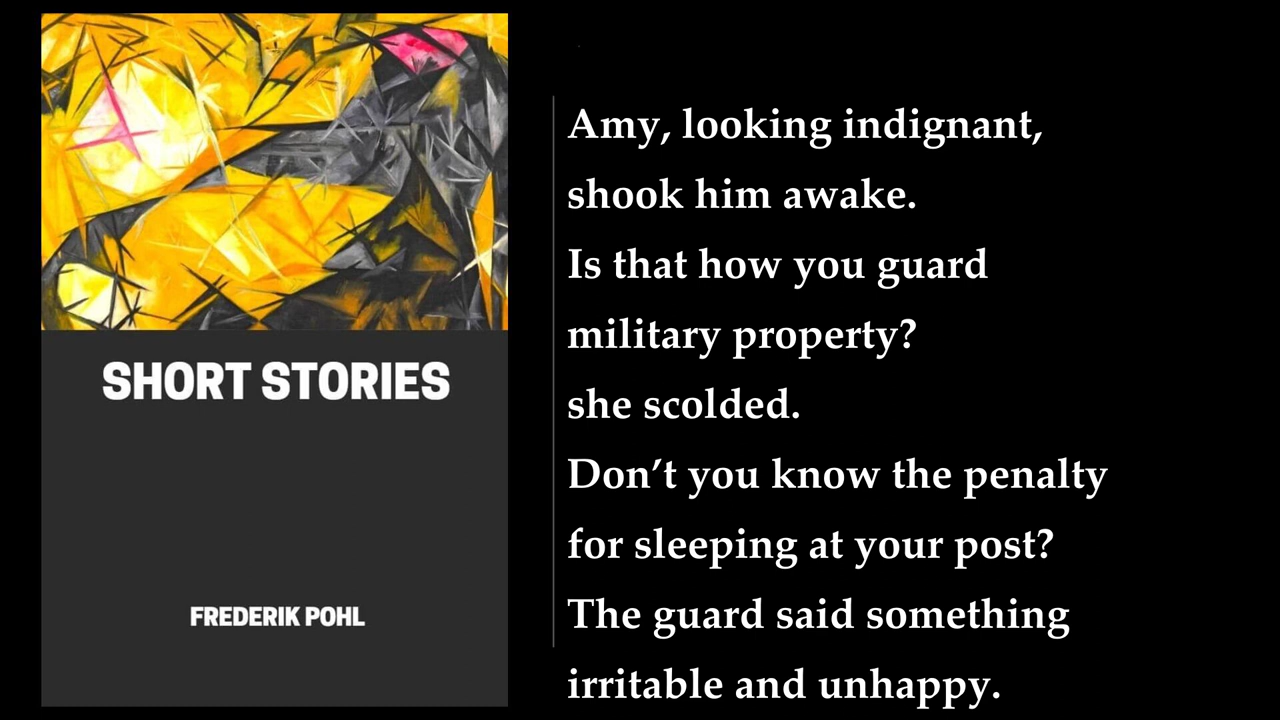 SHORT STORIES
FREDERIK POHL
Amy, looking indignant,
shook him awake.
Is that how you guard
military property?
she scolded.
Don’t you know the penalty
for sleeping at your post?
The guard said something
irritable and unhappy.